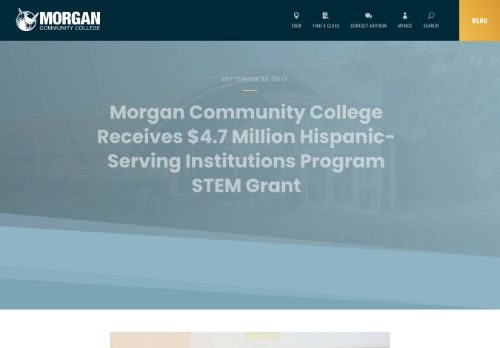 MORGAN
COMMUNITY COLLEGE
TOUR
FIND A CLASS
CONTACT ADVISOR
MYMCC
SEARCH
MENU
SEPTEMBER 22, 2021
Morgan Community College
Receives $4.7 Million Hispanic-
Serving Institutions Program
STEM Grant